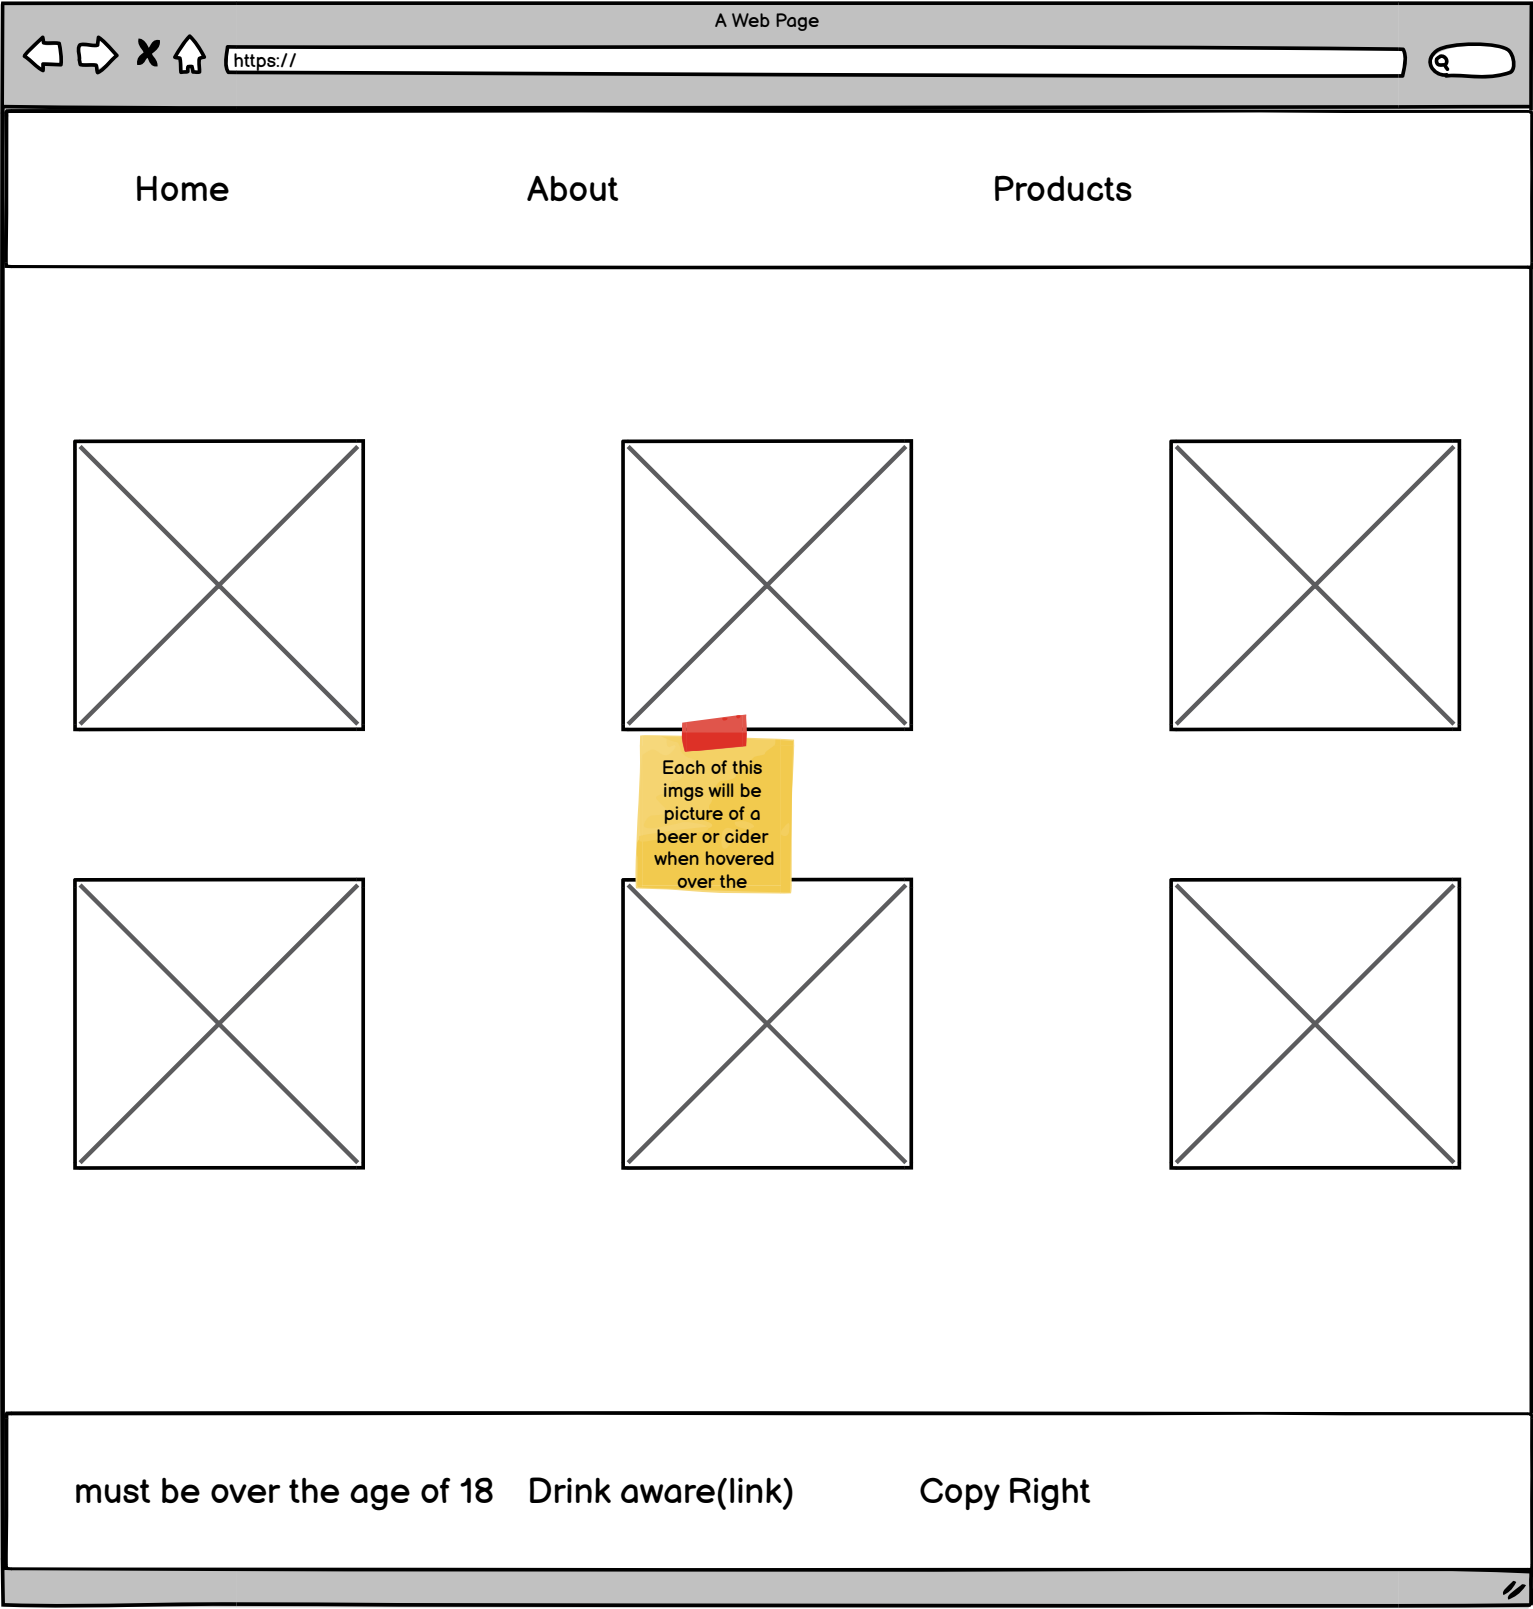 A Web Page
https://
Home About Products
Each of this
imgs will be
picture of a
beer or cider
when hovered
over the
must be over the age of 18 Drink aware(link) Copy Right